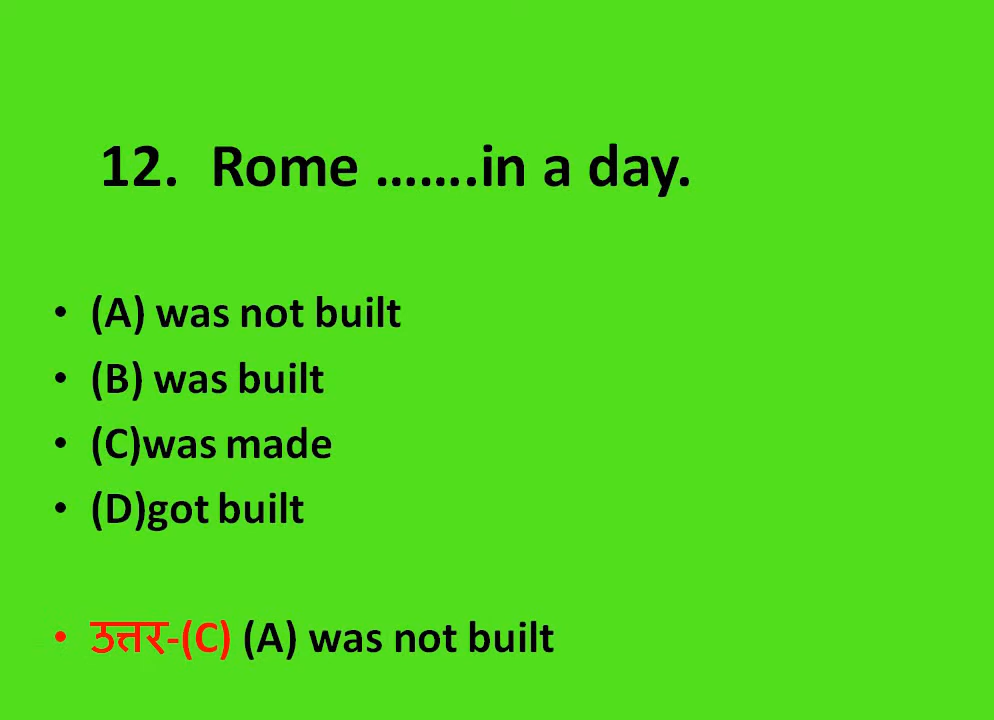 12. Rome …….in a day.
• (A) was not built
• (B) was built
• (C)was made
• (D)got built
• उत्तर-(C) (A) was not built